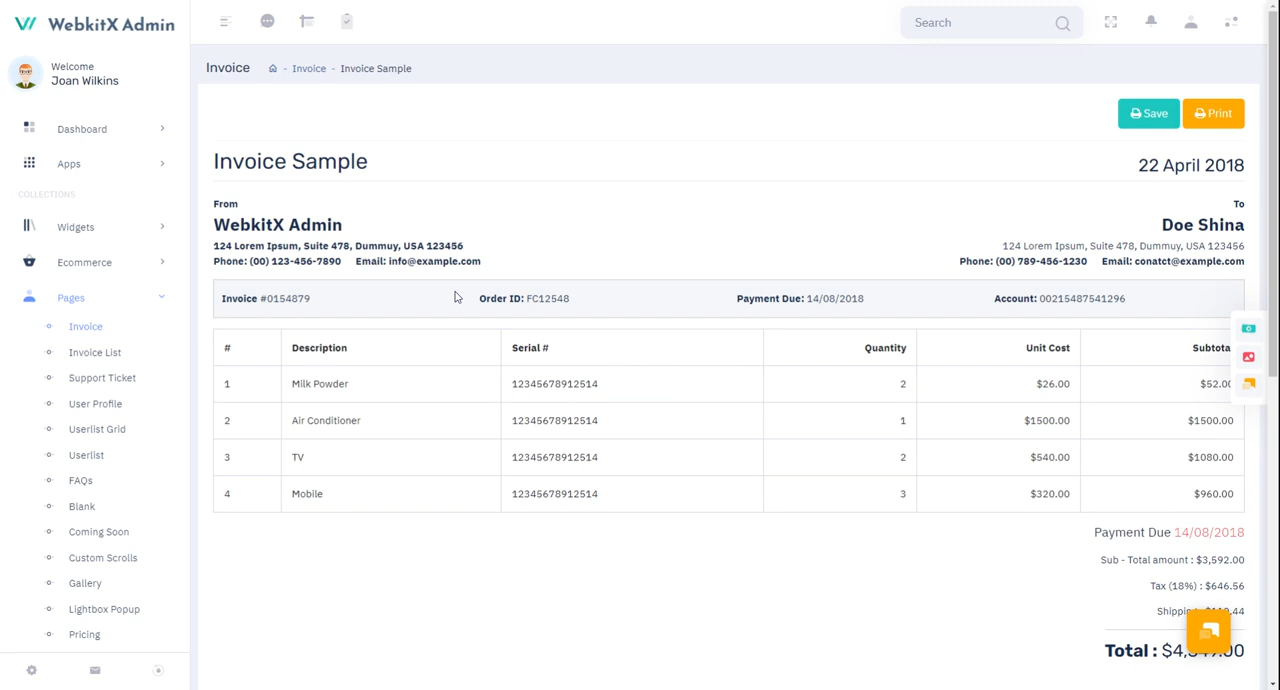 WebkitX Admin
Search
Welcome
Joan Wilkins
Dashboard
Apps
COLLECTIONS
Widgets
Ecommerce
Pages
Invoice
Invoice List
Support Ticket
User Profile
Userlist Grid
Userlist
FAQs
Blank
Coming Soon
Custom Scrolls
Gallery
Lightbox Popup
Pricing
Invoice - Invoice - Invoice Sample
Save Print
Invoice Sample 22 April 2018
From To
WebkitX Admin Doe Shina
124 Lorem Ipsum, Suite 478, Dummuy, USA 123456 124 Lorem Ipsum, Suite 478, Dummuy, USA 123456
Phone: (00) 123-456-7890 Email: info@example.com Phone: (00) 789-456-1230 Email: conatct@example.com
Invoice #0154879 Order ID: FC12548 Payment Due: 14/08/2018 Account: 00215487541296
# Description Serial # Quantity Unit Cost
1 Milk Powder 12345678912514 2 $26.00
2 Air Conditioner 12345678912514 1 $1500.00 $1500.00
3 TV 12345678912514 2 $540.00 $1080.00
4 Mobile 12345678912514 3 $320.00 $960.00
Payment Due 14/08/2018
Sub - Total amount : $3,592.00
Tax (18%) : $646.56
Total :